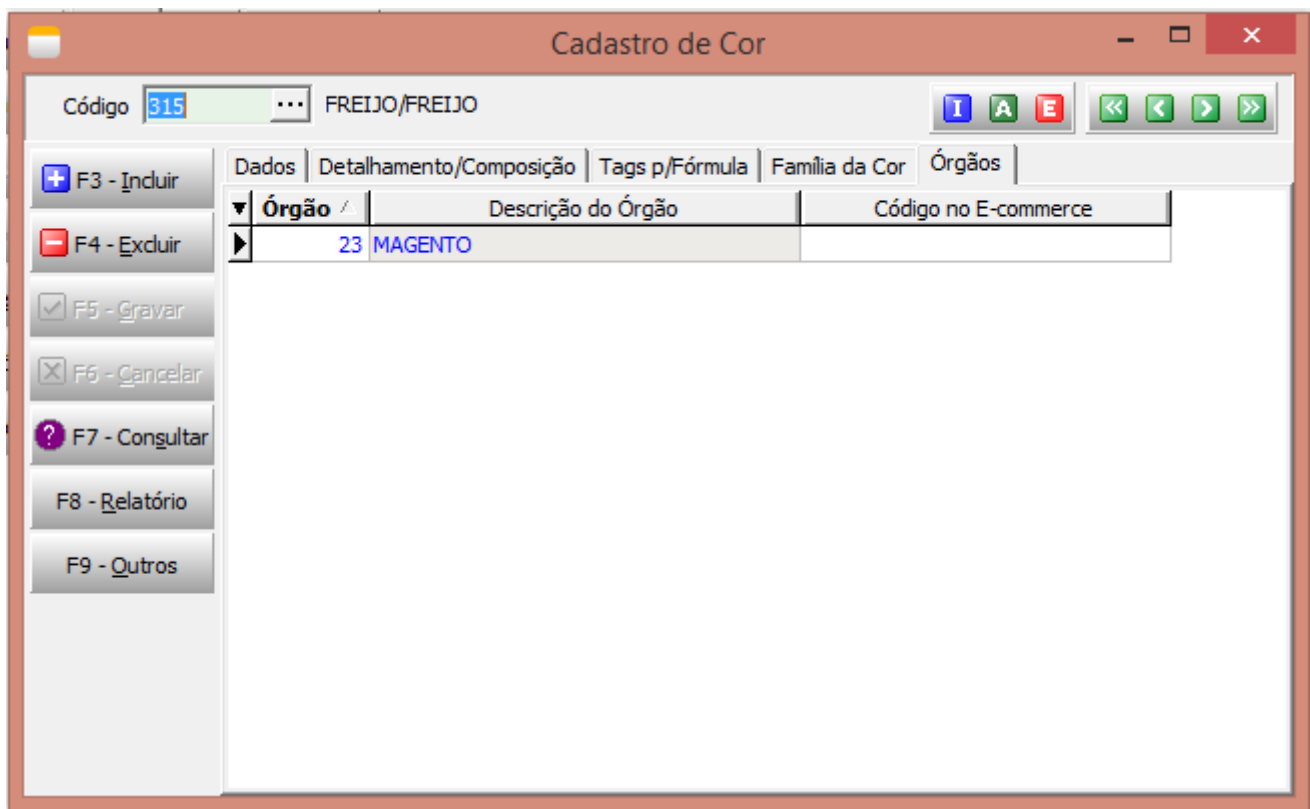 Cadastro de Cor
Código 315 ... FREIJO/FREIJO I A E
F3 - Incluir
F4 - Excluir
F5 - Gravar
F6 - Cancelar
F7 - Consultar
F8 - Relatório
F9 - Outros
Dados Detalhamento/Composição Tags p/Fórmula Família da Cor Órgãos
Órgão Descrição do Órgão Código no E-commerce
23 MAGENTO